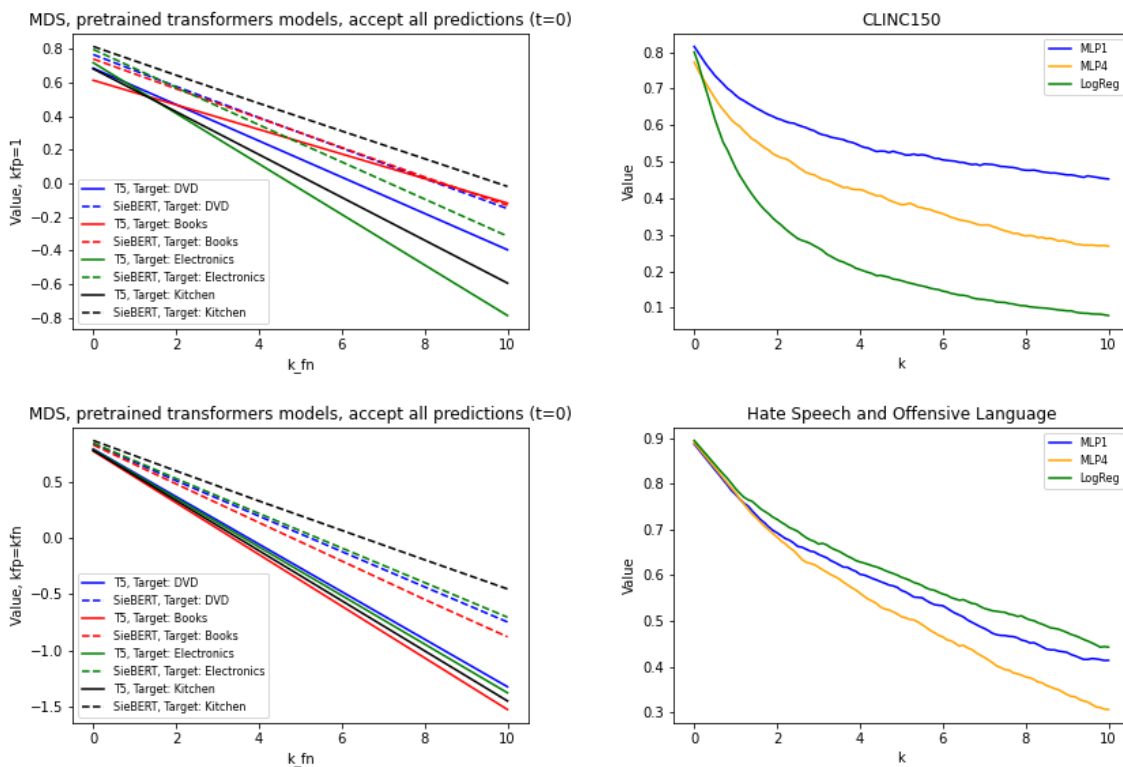 MDS, pretrained transformers models, accept all predictions (t=0)
Value, kfp=1
0.8
0.6
0.4
0.2
0.0
−0.2
−0.4
−0.6
−0.8
T5, Target: DVD
SieBERT, Target: DVD
T5, Target: Books
SieBERT, Target: Books
T5, Target: Electronics
SieBERT, Target: Electronics
T5, Target: Kitchen
SieBERT, Target: Kitchen
0 2 4 6 8 10
k_fn
CLINC150
Value
0.8
0.7
0.6
0.5
0.4
0.3
0.2
0.1
MLP1
MLP4
LogReg
0 2 4 6 8 10
k
MDS, pretrained transformers models, accept all predictions (t=0)
Value, kfp=kfn
0.5
0.0
−0.5
−1.0
−1.5
T5, Target: DVD
SieBERT, Target: DVD
T5, Target: Books
SieBERT, Target: Books
T5, Target: Electronics
SieBERT, Target: Electronics
T5, Target: Kitchen
SieBERT, Target: Kitchen
0 2 4 6 8 10
k_fn
Hate Speech and Offensive Language
Value
0.9
0.8
0.7
0.6
0.5
0.4
0.3
MLP1
MLP4
LogReg
0 2 4 6 8 10
k